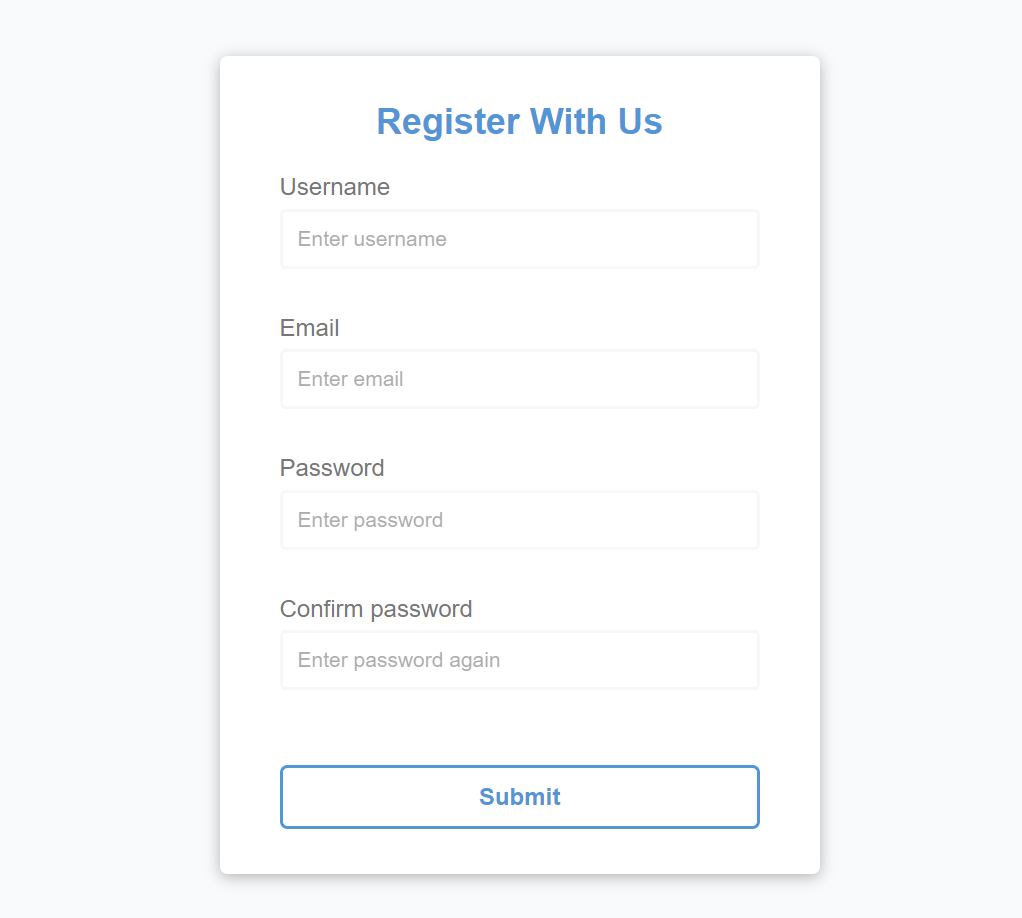 Register With Us
Username
Enter username
Email
Enter email
Password
Enter password
Confirm password
Enter password again
Submit